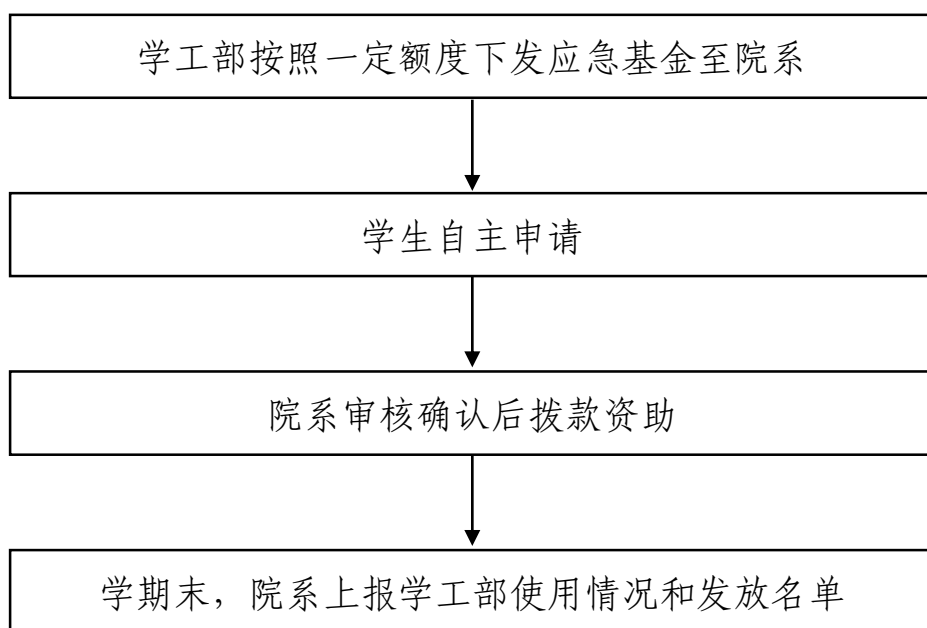 学工部按照一定额度下发应急基金至院系
学生自主申请
院系审核确认后拨款资助
学期末，院系上报学工部使用情况和发放名单